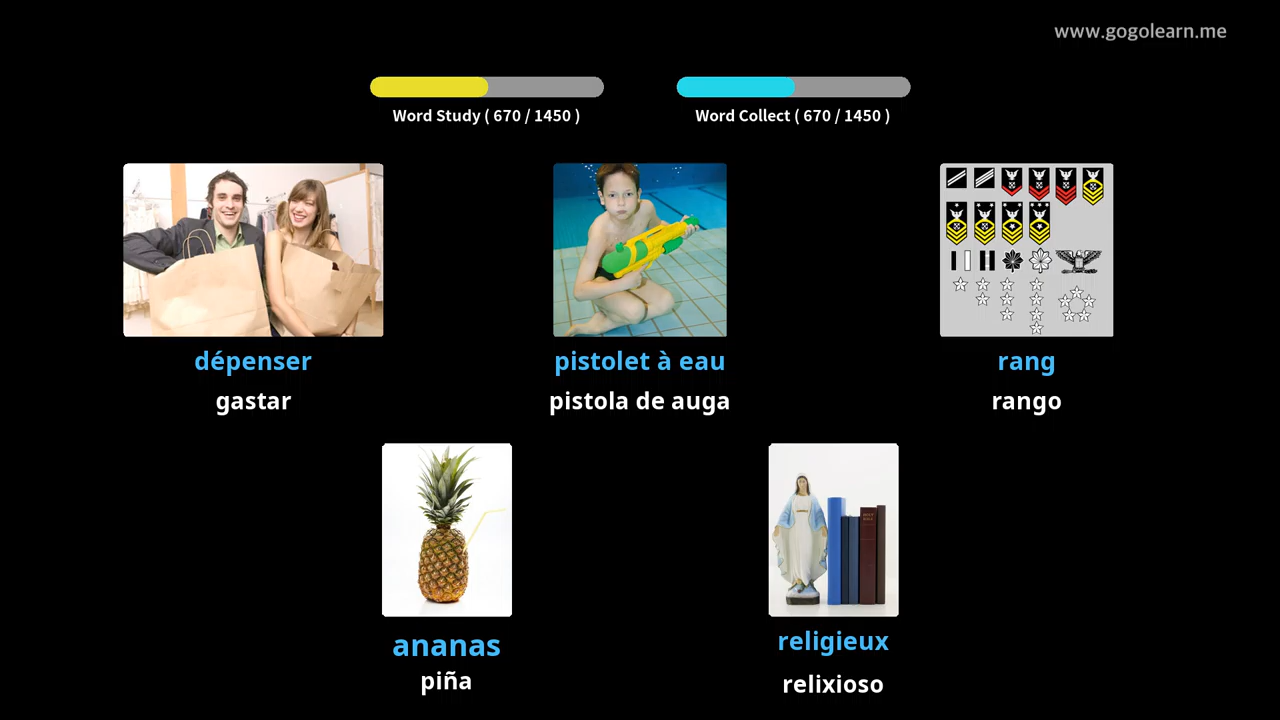 www.gogolearn.me
Word Study ( 670 / 1450 )
Word Collect ( 670 / 1450 )
dépenser
gastar
pistolet à eau
pistola de auga
rang
rango
ananas
piña
religieux
relixioso